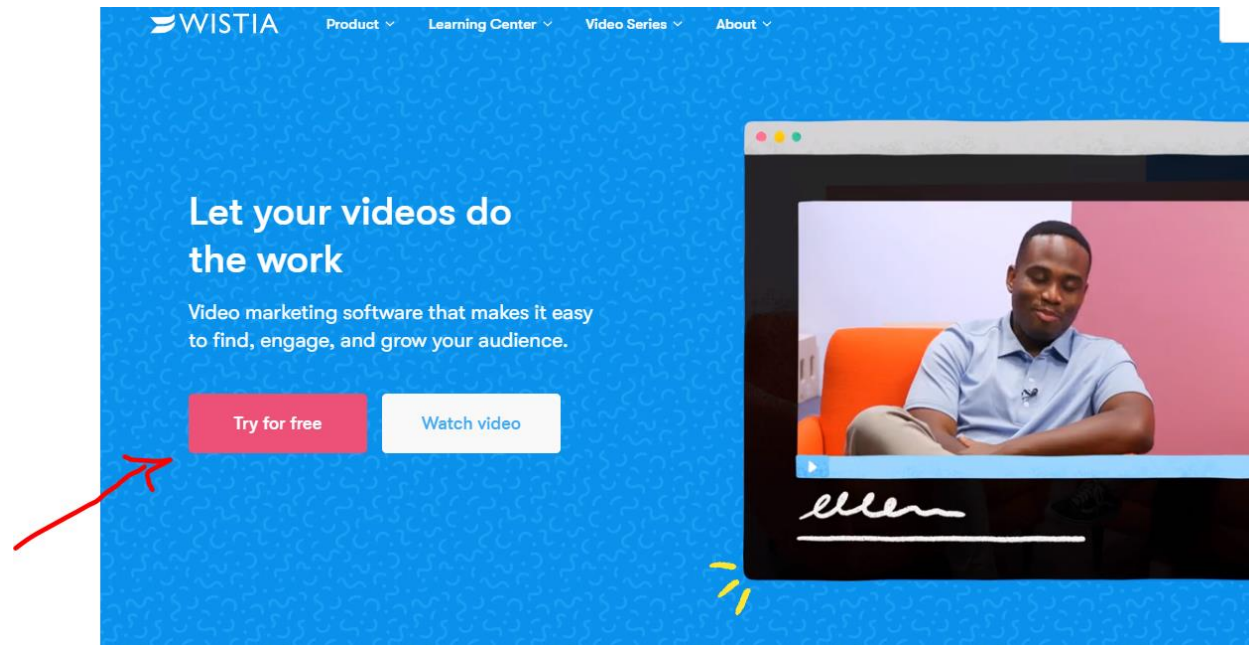 WISTIA
Product
Learning Center
Video Series
About
Let your videos do
the work
Video marketing software that makes it easy
to find, engage, and grow your audience.
Try for free
Watch video